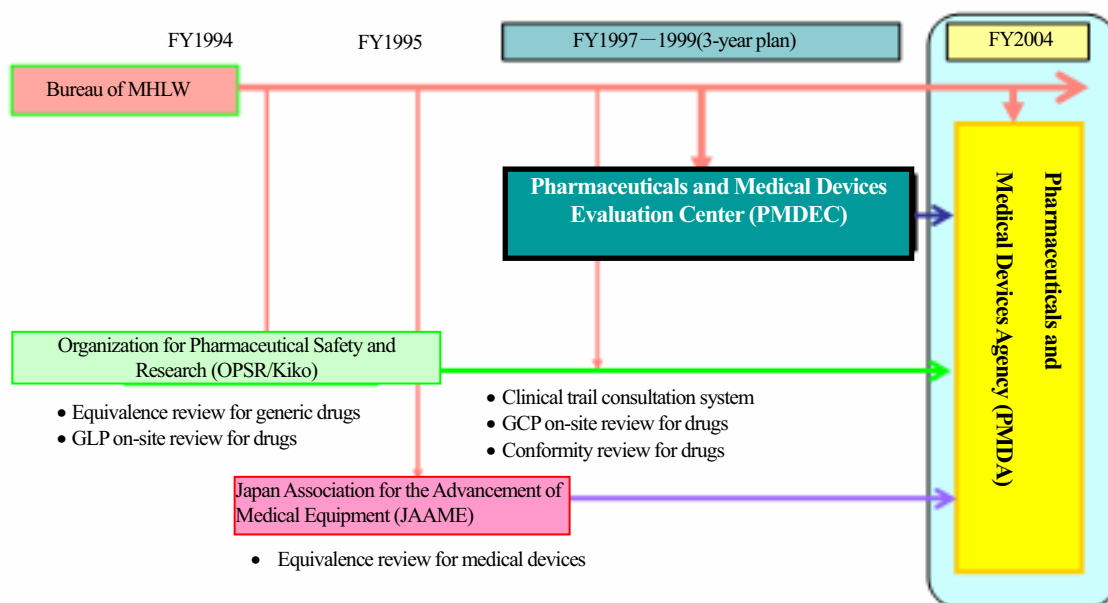 FY1994
FY1995
FY1997－1999(3-year plan)
FY2004
Bureau of MHLW
Pharmaceuticals and Medical Devices
Evaluation Center (PMDEC)
Pharmaceuticals and
Medical Devices Agency (PMDA)
Organization for Pharmaceutical Safety and
Research (OPSR/Kiko)
• Equivalence review for generic drugs
• GLP on-site review for drugs
• Clinical trail consultation system
• GCP on-site review for drugs
• Conformity review for drugs
Japan Association for the Advancement of
Medical Equipment (JAAME)
• Equivalence review for medical devices